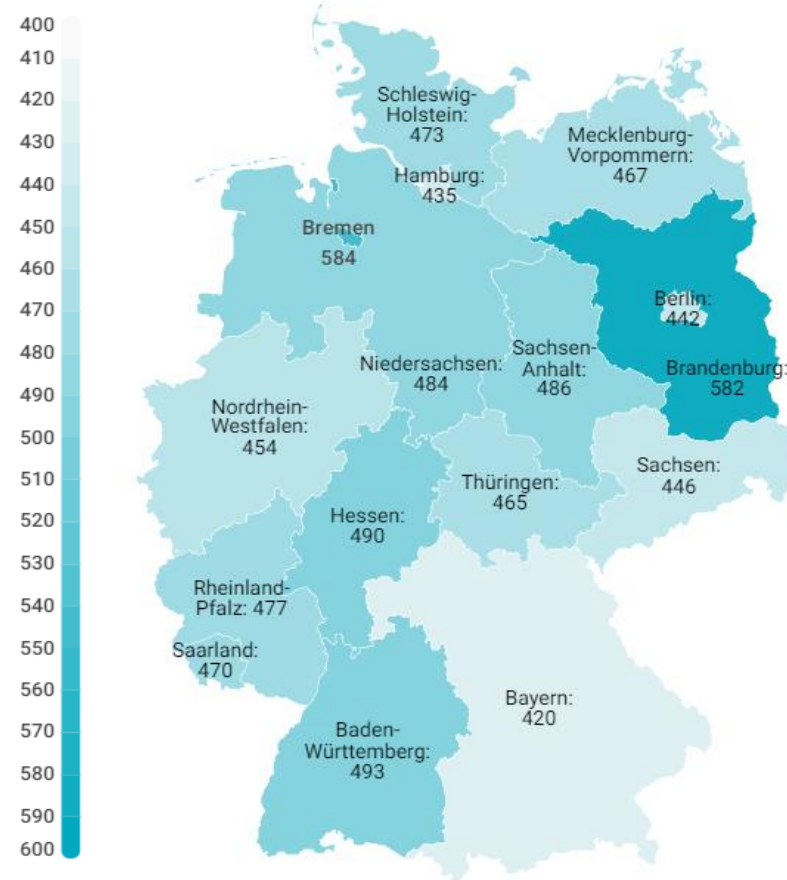 400
410
420
430
440
450
460
470
480
490
500
510
520
530
540
550
560
570
580
590
600
Schleswig-
Holstein:
473
Mecklenburg-
Vorpommern:
467
Hamburg:
435
Bremen
584
Berlin:
442
Brandenburg:
582
Niedersachsen:
484
Sachsen-
Anhalt:
486
Nordrhein-
Westfalen:
454
Sachsen:
446
Thüringen:
465
Hessen:
490
Rheinland-
Pfalz: 477
Saarland:
470
Bayern:
420
Baden-
Württemberg:
493